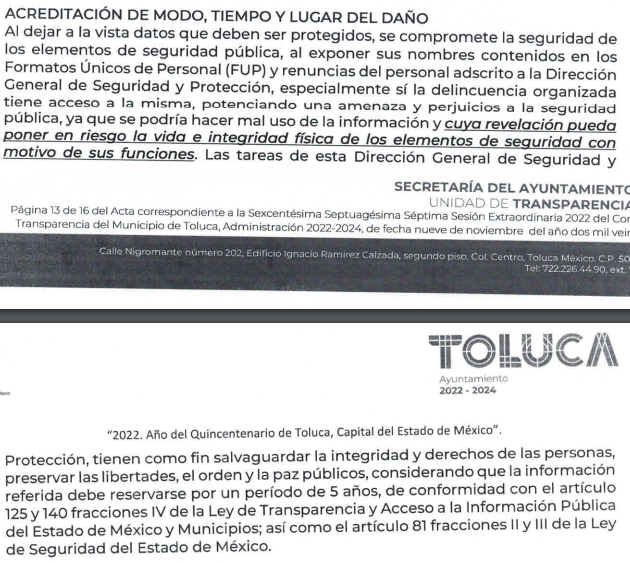 ACREDITACIÓN DE MODO, TIEMPO Y LUGAR DEL DAÑO
Al dejar a la vista datos que deben ser protegidos, se compromete la seguridad de
los elementos de seguridad pública, al exponer sus nombres contenidos en los
Formatos Únicos de Personal (FUP) y renuncias del personal adscrito a la Dirección
General de Seguridad y Protección, especialmente sí la delincuencia organizada
tiene acceso a la misma, potenciando una amenaza y perjuicios a la seguridad
pública, ya que se podría hacer mal uso de la información y cuya revelación pueda
poner en riesgo la vida e integridad física de los elementos de seguridad con
motivo de sus funciones. Las tareas de esta Dirección General de Seguridad y
SECRETARÍA DEL AYUNTAMIENTO
UNIDAD DE TRANSPARENCIA
Página 13 de 16 del Acta correspondiente a la Sexcentésima Septuagésima Séptima Sesión Extraordinaria 2022 del
Transparencia del Municipio de Toluca, Administración 2022-2024, de fecha nueve de noviembre del año dos mil
Calle Nigromante número 202, Edificio Ignacio Ramírez Calzada, segundo piso, Col. Centro, Toluca México. C.P. 50
Tel: 722.226.44.90, ext.
TOLUCA
Ayuntamiento
2022 - 2024
"2022. Año del Quincentenario de Toluca, Capital del Estado de México".
Protección, tienen como fin salvaguardar la integridad y derechos de las personas,
preservar las libertades, el orden y la paz públicos, considerando que la información
referida debe reservarse por un período de 5 años, de conformidad con el artículo
125 y 140 fracciones IV de la Ley de Transparencia y Acceso a la Información Pública
del Estado de México y Municipios; así como el artículo 81 fracciones II y III de la Ley
de Seguridad del Estado de México.